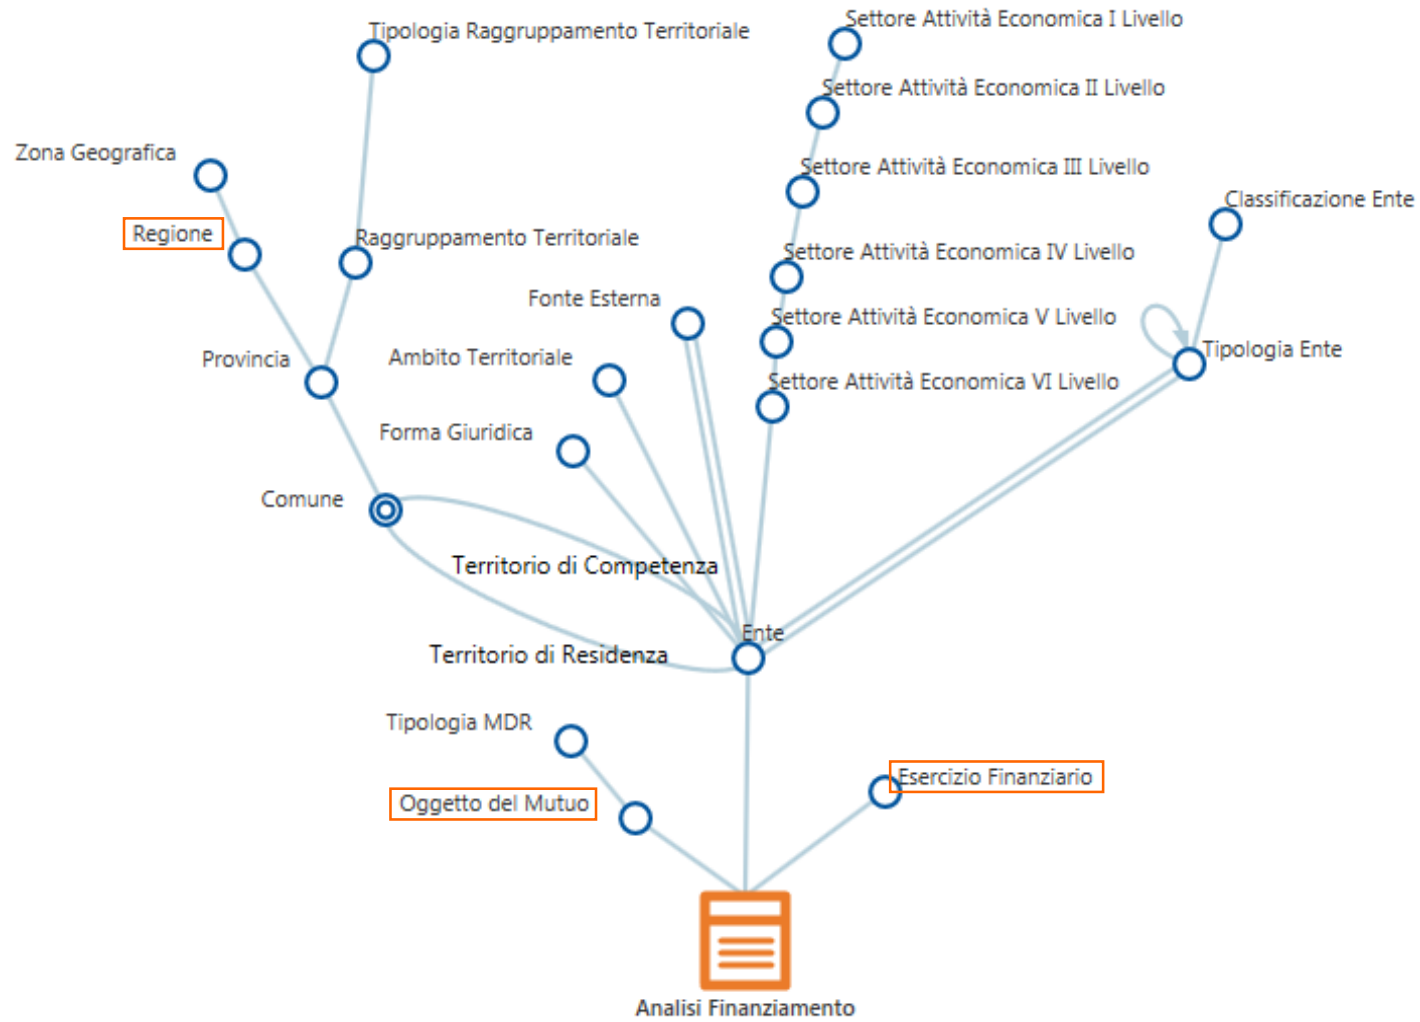 Settore Attività Economica I Livello
Tipologia Raggruppamento Territoriale
Settore Attività Economica II Livello
Zona Geografica
Settore Attività Economica III Livello
Classificazione Ente
Regione
Raggruppamento Territoriale
Settore Attività Economica IV Livello
Fonte Esterna
Settore Attività Economica V Livello
Tipologia Ente
Provincia
Ambito Territoriale
Settore Attività Economica VI Livello
Forma Giuridica
Comune
Territorio di Competenza
Ente
Territorio di Residenza
Tipologia MDR
Esercizio Finanziario
Oggetto del Mutuo
Analisi Finanziamento